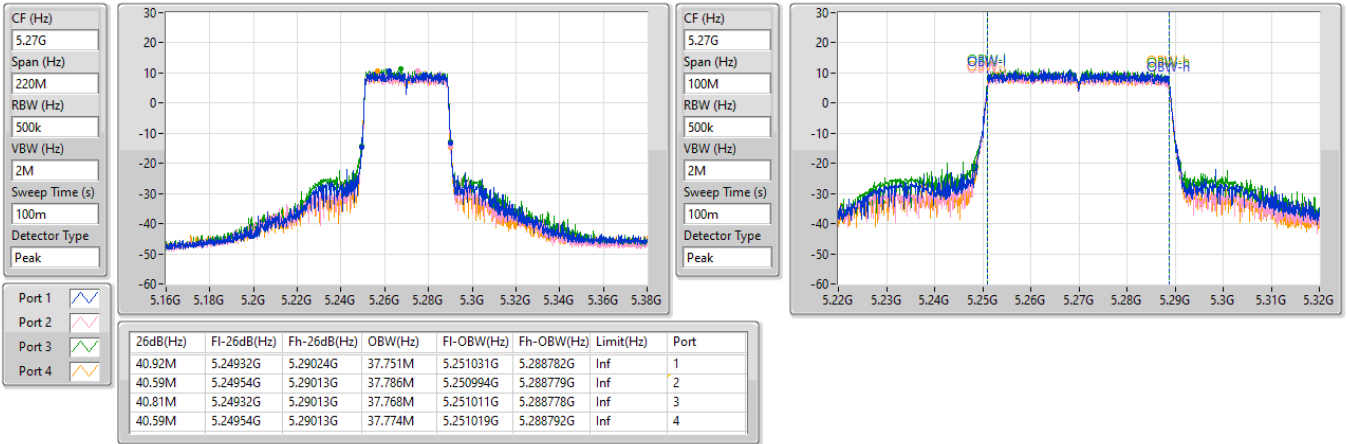 CF (Hz)
5.27G
Span (Hz)
220M
RBW (Hz)
500k
VBW (Hz)
2M
Sweep Time (s)
100m
Detector Type
Peak
30
20
10
0
-10
-20
-30
-40
-50
-60
5.16G 5.18G 5.2G 5.22G 5.24G 5.26G 5.28G 5.3G 5.32G 5.34G 5.36G 5.38G
CF (Hz)
5.27G
Span (Hz)
100M
RBW (Hz)
500k
VBW (Hz)
2M
Sweep Time (s)
100m
Detector Type
Peak
30
20
10
0
-10
-20
-30
-40
-50
-60
OBW-l OBW-h
5.22G 5.23G 5.24G 5.25G 5.26G 5.27G 5.28G 5.29G 5.3G 5.31G 5.32G
Port 1
Port 2
Port 3
Port 4
26dB(Hz) Fl-26dB(Hz) Fh-26dB(Hz) OBW(Hz) Fl-OBW(Hz) Fh-OBW(Hz) Limit(Hz) Port
40.92M 5.24932G 5.29024G 37.751M 5.251031G 5.288782G Inf 1
40.59M 5.24954G 5.29013G 37.786M 5.250994G 5.288779G Inf 2
40.81M 5.24932G 5.29013G 37.768M 5.251011G 5.288778G Inf 3
40.59M 5.24954G 5.29013G 37.774M 5.251019G 5.288792G Inf 4